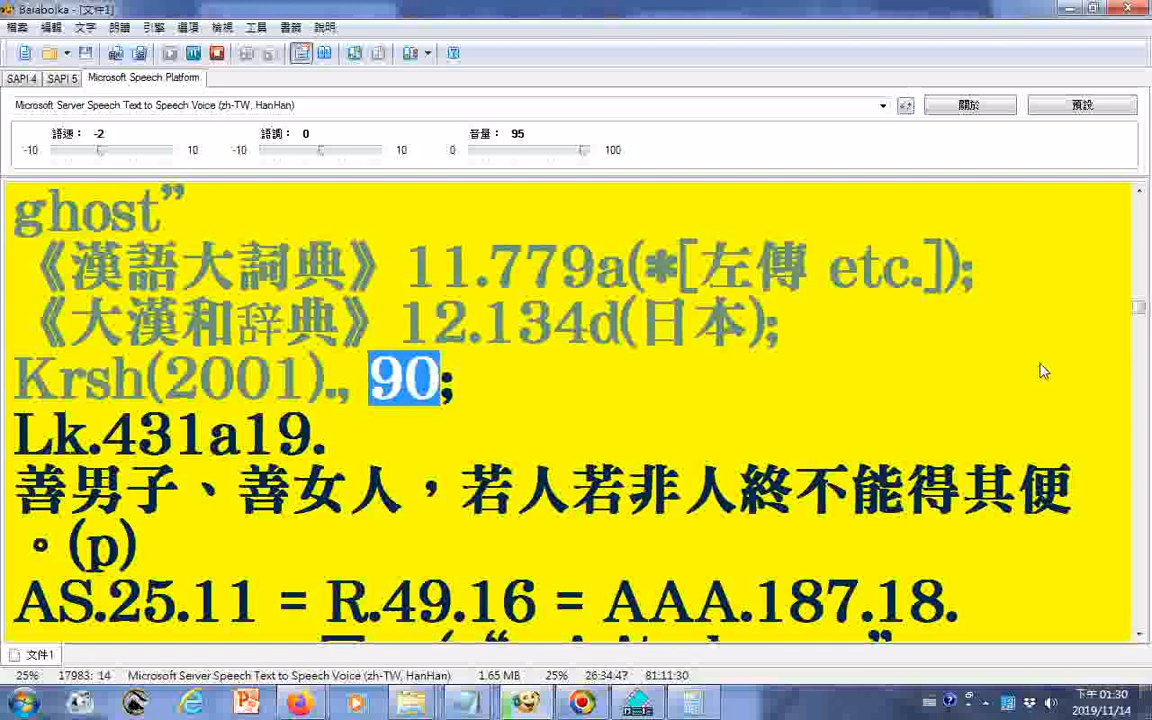 Balabolka - [文件1]
檔案 編輯 文字 朗讀 引擎 選項 檢視 工具 書籤 說明
SAPI 4 SAPI 5 Microsoft Speech Platform
Microsoft Server Speech Text to Speech Voice (zh-TW, HanHan) 關於 預設
語速： -2 語調： 0 音量： 95
-10 10 -10 10 0 100
ghost”
《漢語大詞典》 11.779a(*[左傳 etc.]);
《大漢和辞典》 12.134d(日本);
Krsh(2001)., 90;
Lk.431a19.
善男子、善女人，若人若非人終不能得其便
。(p)
AS.25.11 = R.49.16 = AAA.187.18.
文件1
25% 17983: 14 Microsoft Server Speech Text to Speech Voice (zh-TW, HanHan) 1.65 MB 25% 26:34:47 81:11:30
下午 01:30
2019/11/14